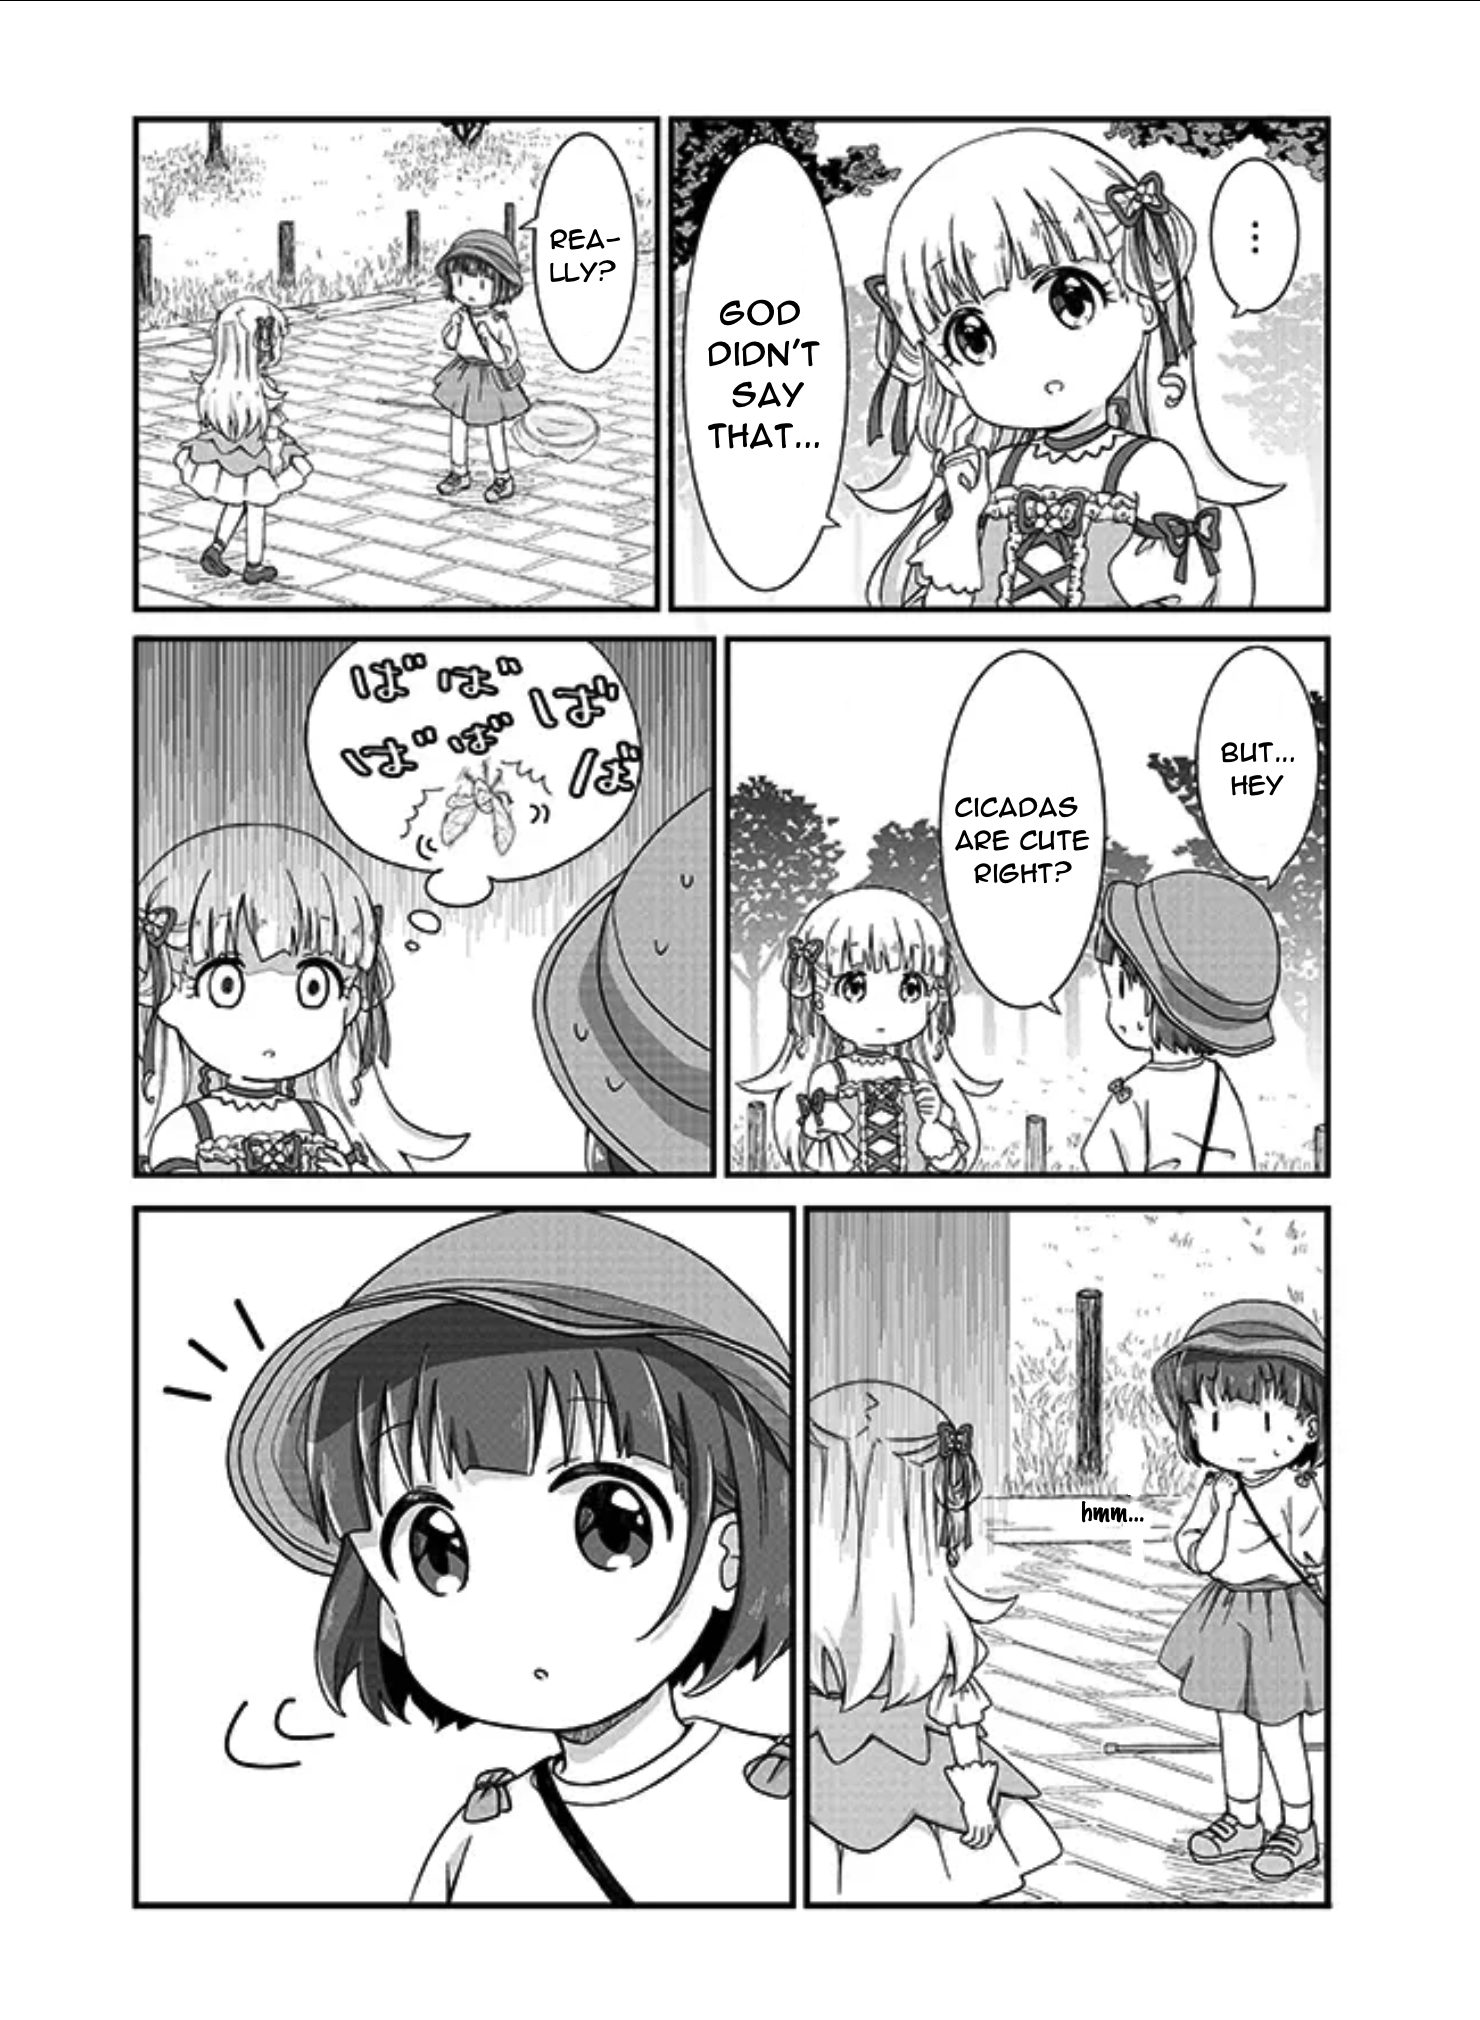 ...
GOD
DIDN'T
SAY
THAT...
REA-
LLY?
BUT...
HEY
CICADAS
ARE CUTE
RIGHT?
ば゛ば゛ば゛
ば゛ば゛ば゛
hmm...